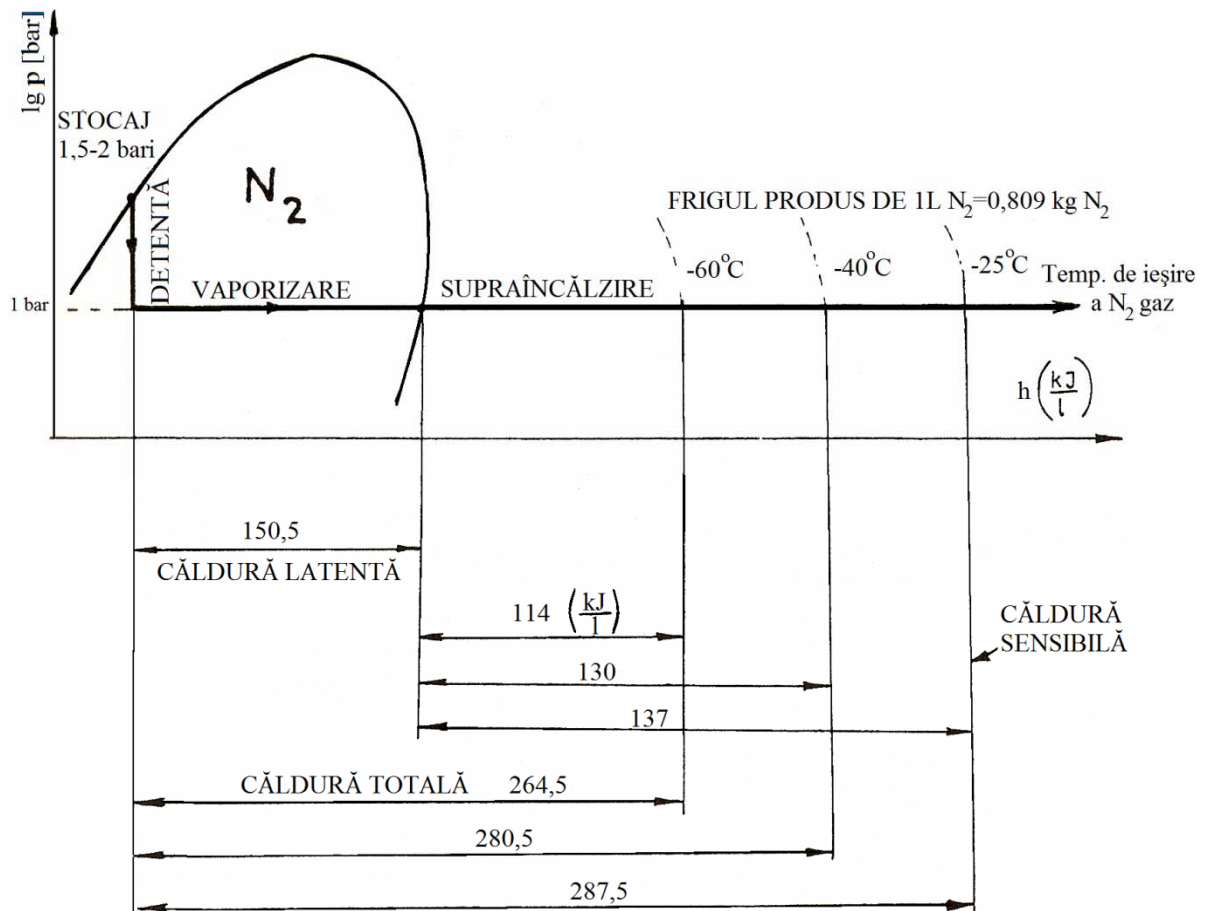 lg p [bar]
STOCAJ
1,5-2 bari
DETENTĂ
N2
FRIGUL PRODUS DE 1L N2=0,809 kg N2
-60°C
-40°C
-25°C
VAPORIZARE
SUPRAÎNCĂLZIRE
Temp. de ieşire
a N2 gaz
1 bar
h (kJ/l)
150,5
CĂLDURĂ LATENTĂ
114 (kJ/l)
CĂLDURĂ
SENSIBILĂ
130
137
CĂLDURĂ TOTALĂ 264,5
280,5
287,5